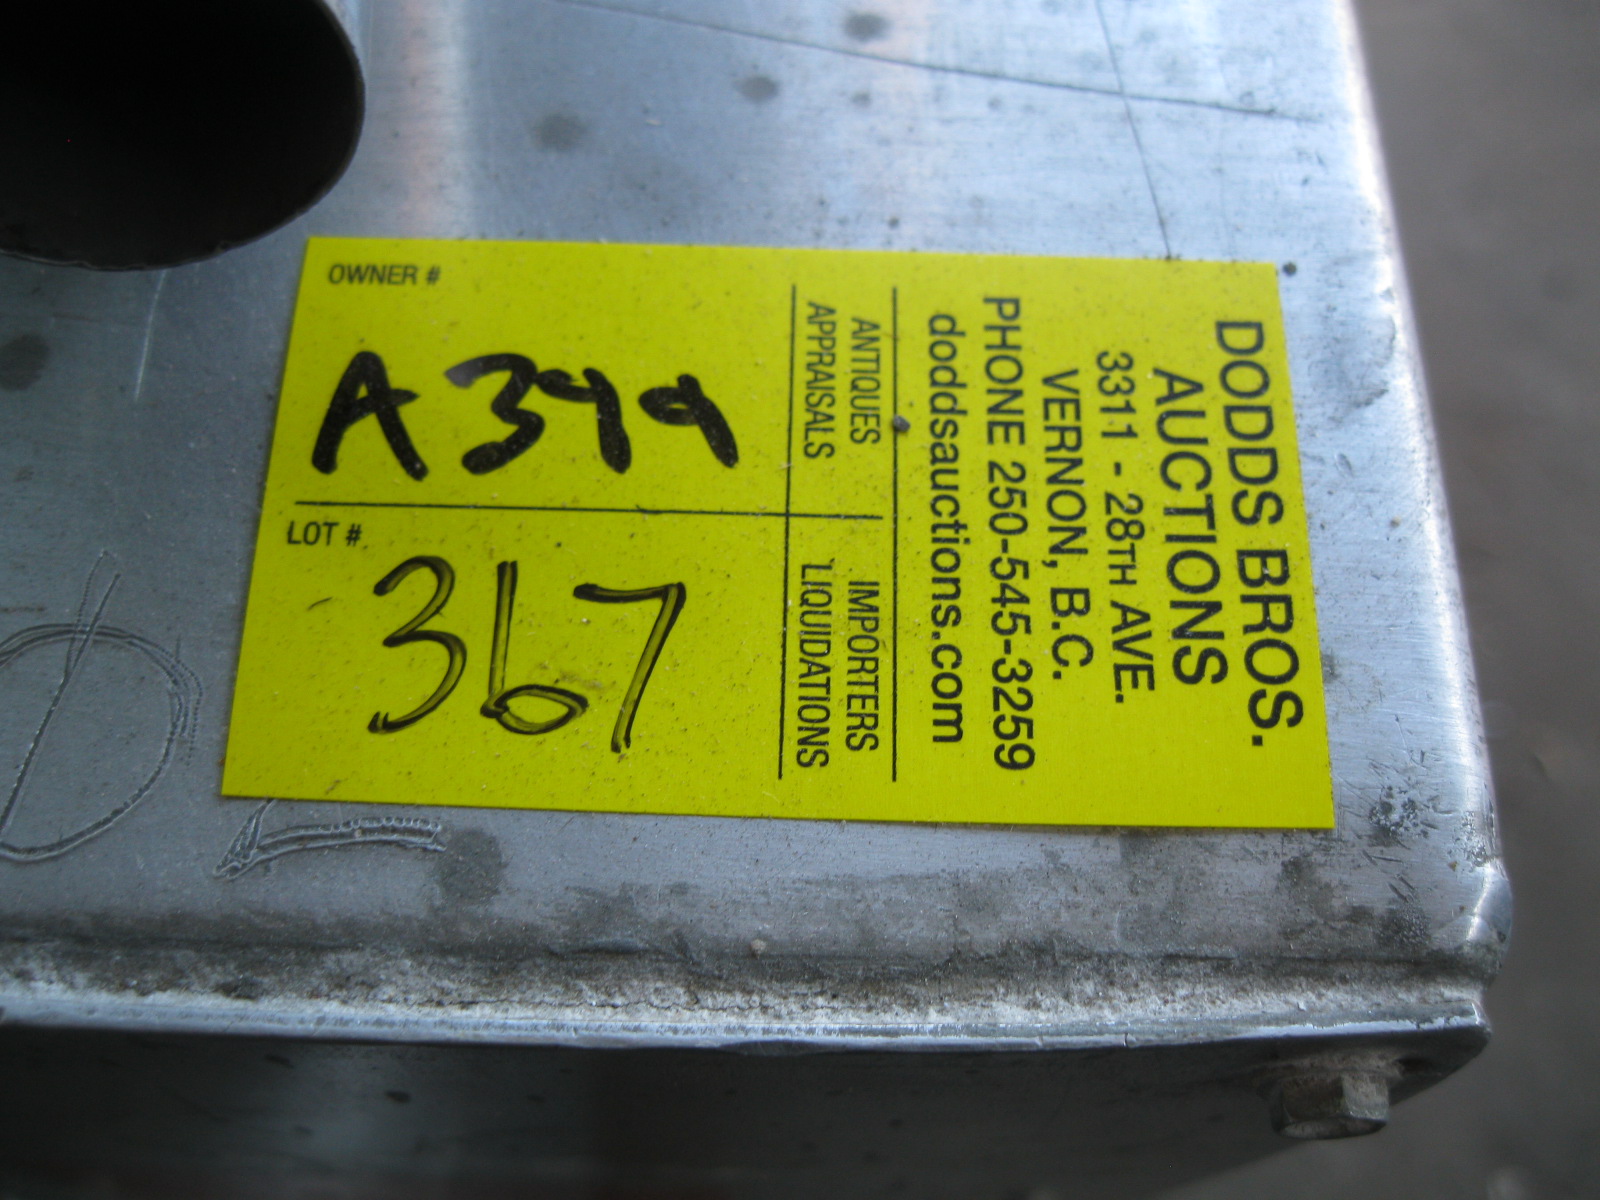 DODDS BROS.
AUCTIONS
3311 - 28TH AVE.
VERNON, B.C.
PHONE 250-545-3259
doddsauctions.com
ANTIQUES IMPORTERS
APPRAISALS LIQUIDATIONS
OWNER #
A399
LOT #
367